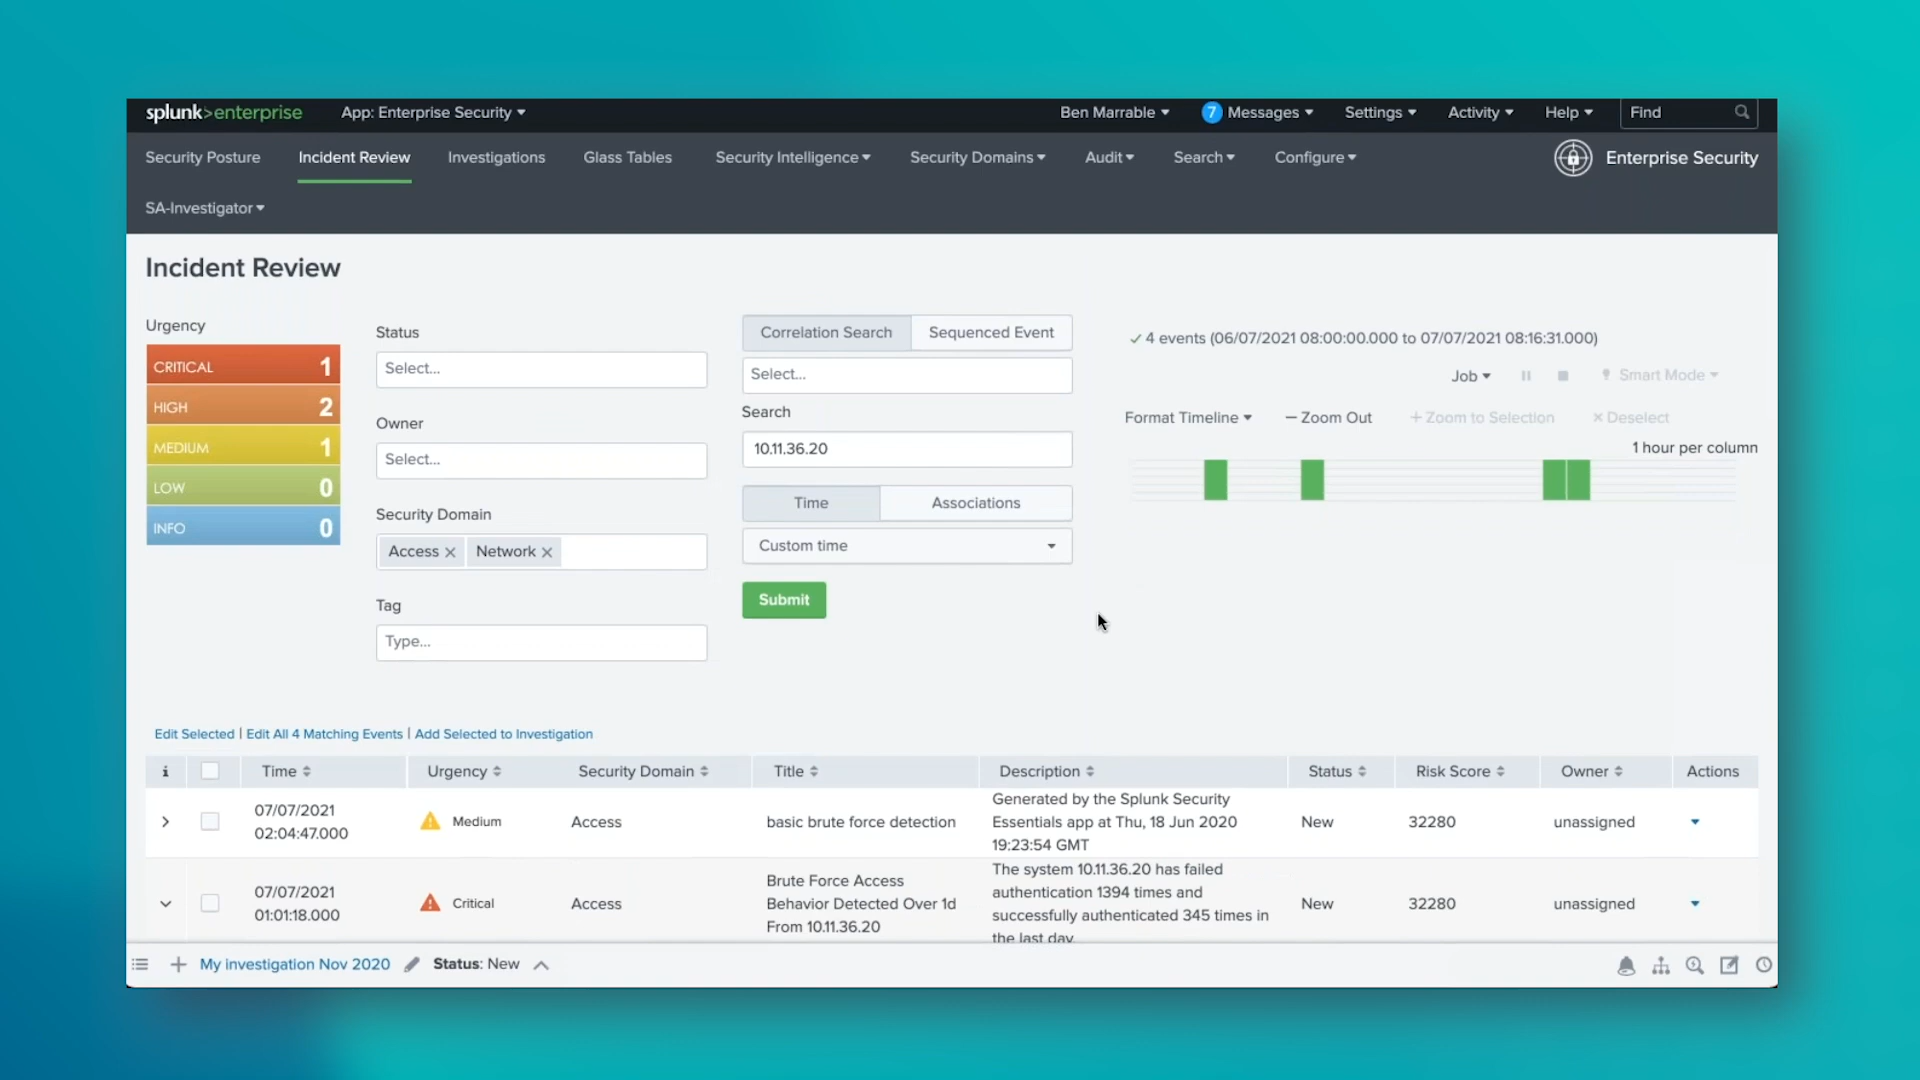 splunk>enterprise App: Enterprise Security Ben Marrable 7 Messages Settings Activity Help Find
Security Posture Incident Review Investigations Glass Tables Security Intelligence Security Domains Audit Search Configure Enterprise Security
SA-Investigator
Incident Review
Urgency
CRITICAL 1
HIGH 2
MEDIUM 1
LOW 0
INFO 0
Status
Select...
Owner
Select...
Security Domain
Access Network
Tag
Type...
Correlation Search Sequenced Event
Select...
Search
10.11.36.20
Time Associations
Custom time
Submit
4 events (06/07/2021 08:00:00.000 to 07/07/2021 08:16:31.000)
Job Smart Mode
Format Timeline — Zoom Out + Zoom to Selection × Deselect
1 hour per column
Edit Selected | Edit All 4 Matching Events | Add Selected to Investigation
i Time Urgency Security Domain Title Description Status Risk Score Owner Actions
07/07/2021
02:04:47.000
Medium
Access
basic brute force detection
Generated by the Splunk Security
Essentials app at Thu, 18 Jun 2020
19:23:54 GMT
New
32280
unassigned
07/07/2021
01:01:18.000
Critical
Access
Brute Force Access
Behavior Detected Over 1d
From 10.11.36.20
The system 10.11.36.20 has failed
authentication 1394 times and
successfully authenticated 345 times in
the last day.
New
32280
unassigned
My investigation Nov 2020 Status: New